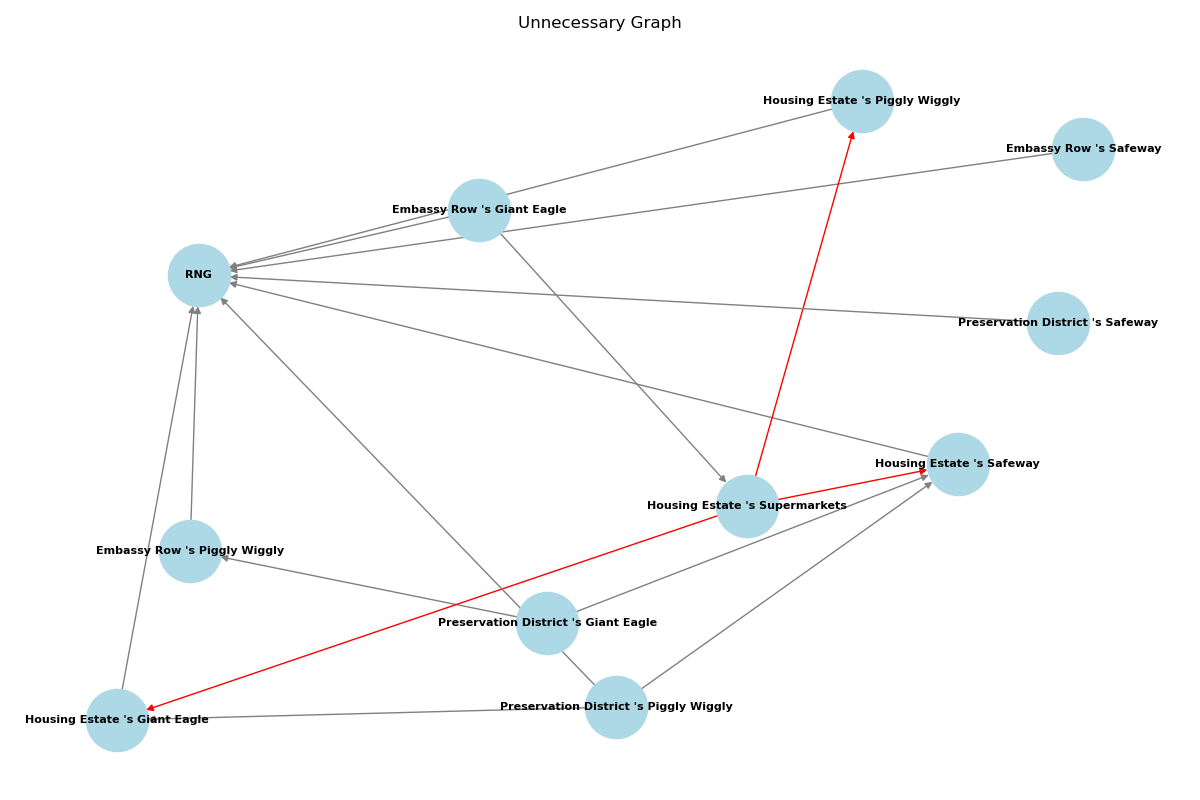 Unnecessary Graph
Housing Estate 's Piggly Wiggly
Embassy Row 's Safeway
Embassy Row 's Giant Eagle
RNG
Preservation District 's Safeway
Housing Estate 's Safeway
Housing Estate 's Supermarkets
Embassy Row 's Piggly Wiggly
Preservation District 's Giant Eagle
Preservation District 's Piggly Wiggly
Housing Estate 's Giant Eagle